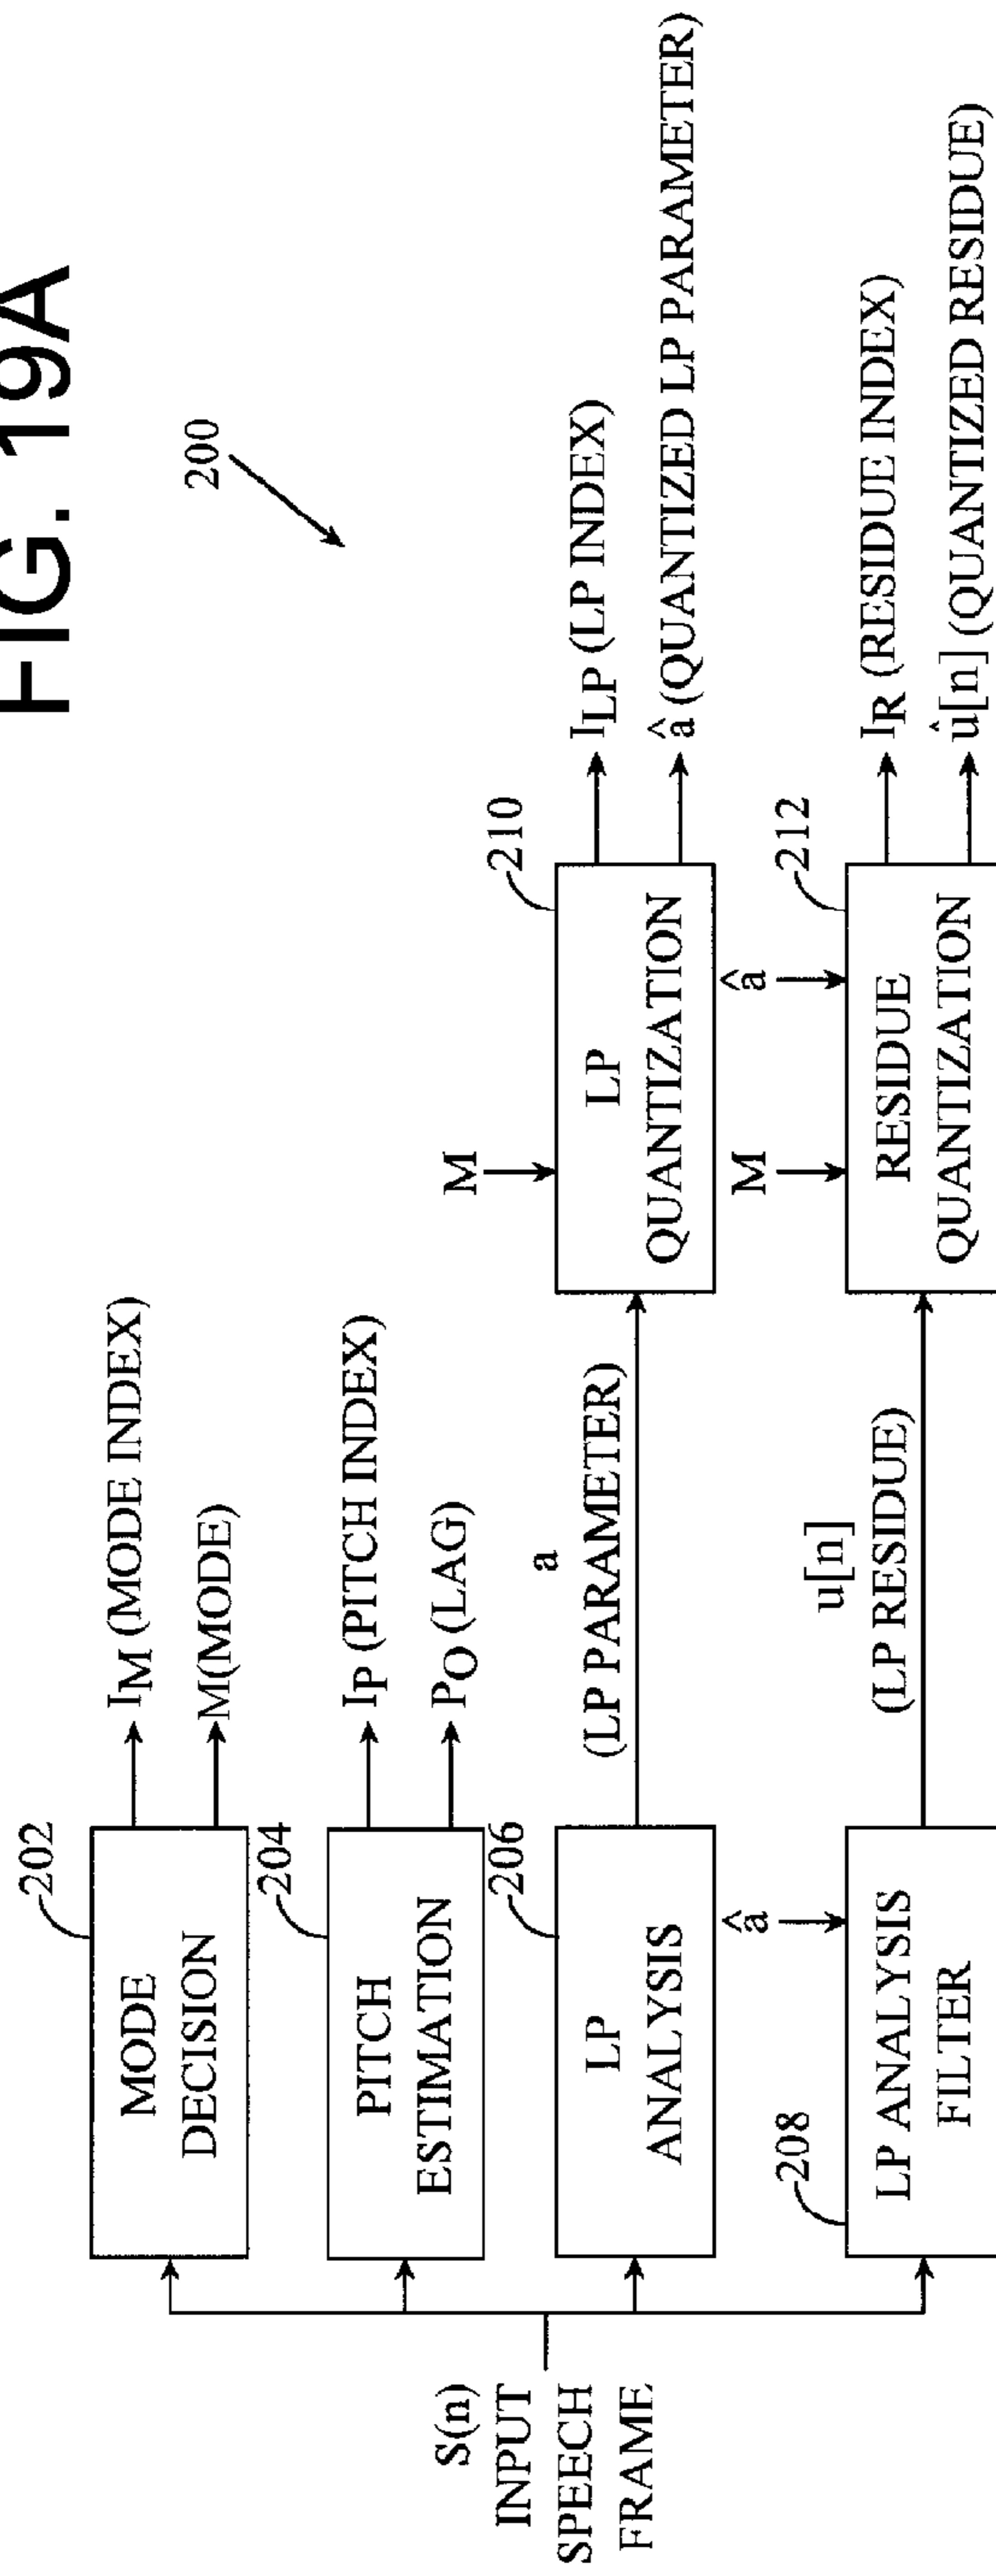 FIG. 19A
200
S(n)
INPUT
SPEECH
FRAME
202
MODE
DECISION
I_M (MODE INDEX)
M(MODE)
204
PITCH
ESTIMATION
I_P (PITCH INDEX)
P_O (LAG)
206
LP
ANALYSIS
a
(LP PARAMETER)
M
210
LP
QUANTIZATION
I_LP (LP INDEX)
â (QUANTIZED LP PARAMETER)
208
â
LP ANALYSIS
FILTER
u[n]
(LP RESIDUE)
M
â
212
RESIDUE
QUANTIZATION
I_R (RESIDUE INDEX)
û[n] (QUANTIZED RESIDUE)